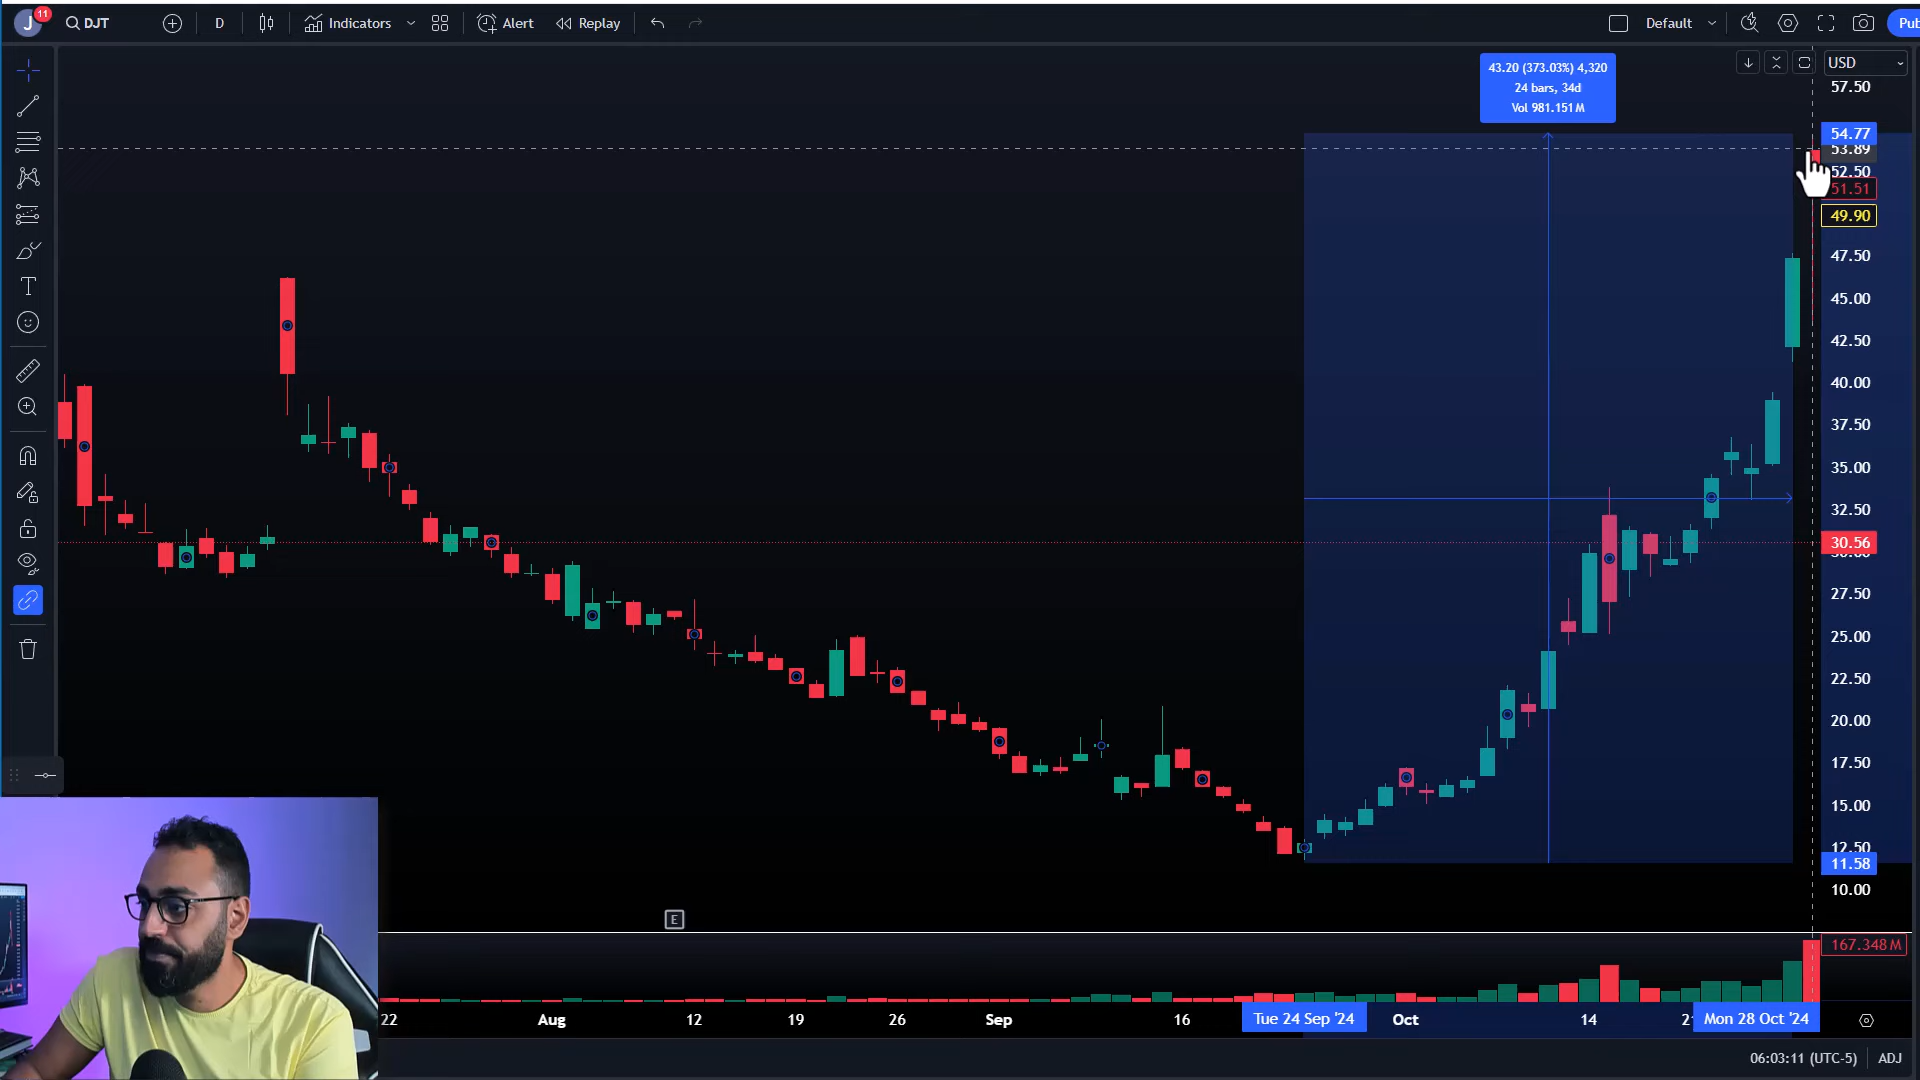 J
11
DJT
D
Indicators
Alert
Replay
Default
Pub
43.20 (373.03%) 4,320
24 bars, 34d
Vol 981.151M
USD
57.50
54.77
53.89
52.50
51.51
49.90
47.50
45.00
42.50
40.00
37.50
35.00
32.50
30.56
27.50
25.00
22.50
20.00
17.50
15.00
12.50
11.58
10.00
E
167.348 M
22
Aug
12
19
26
Sep
16
Tue 24 Sep '24
Oct
14
Mon 28 Oct '24
06:03:11 (UTC-5)
ADJ